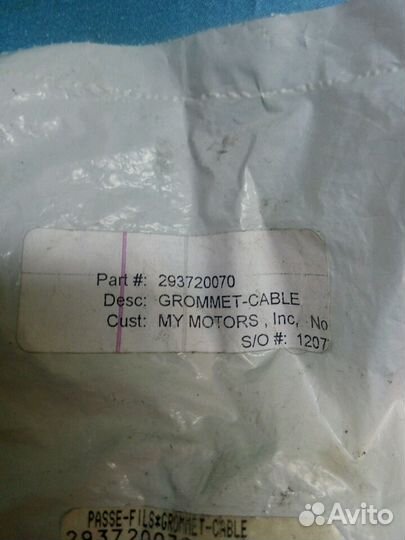 Part #: 293720070
Desc: GROMMET-CABLE
Cust: MY MOTORS , Inc, No
S/O #: 1207
PASSE-FILS*GROMMET-CABLE
Avito